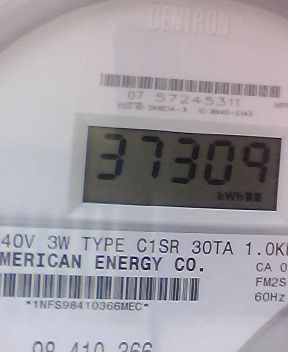 CENTRON
07 57245311
37309
kWh
40V 3W TYPE C1SR 30TA 1.0K
MERICAN ENERGY CO.
CA 0
FM2S
*1NFS98410366MEC*
60Hz
09 410 366